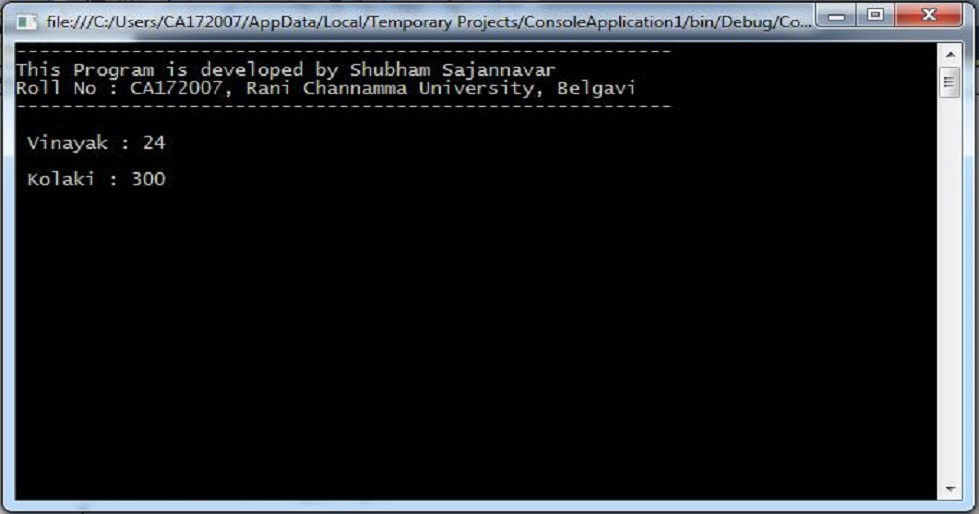 file:///C:/Users/CA172007/AppData/Local/Temporary Projects/ConsoleApplication1/bin/Debug/Co...
------------------------------------------------------------
This Program is developed by Shubham Sajannavar
Roll No : CA172007, Rani Channamma University, Belgavi
------------------------------------------------------------
Vinayak : 24
Kolaki : 300